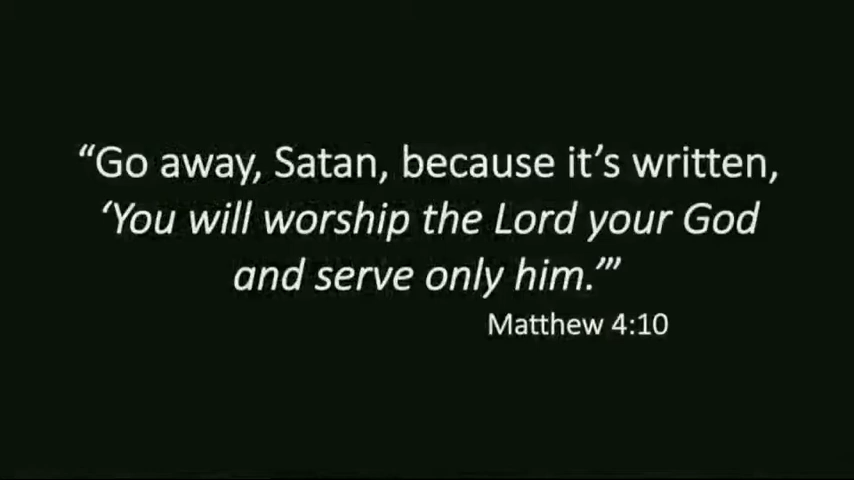 “Go away, Satan, because it’s written,
‘You will worship the Lord your God
and serve only him.’”
Matthew 4:10